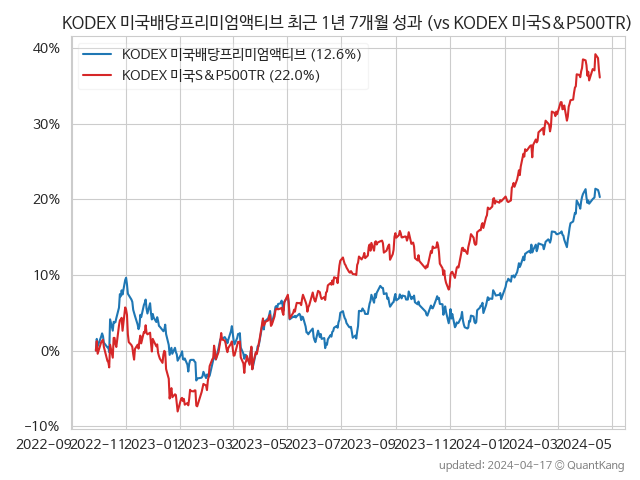 KODEX 미국배당프리미엄액티브 최근 1년 7개월 성과 (vs KODEX 미국S&P500TR)
KODEX 미국배당프리미엄액티브 (12.6%)
KODEX 미국S&P500TR (22.0%)
40%
30%
20%
10%
0%
−10%
2022-09 2022-11 2023-01 2023-03 2023-05 2023-07 2023-09 2023-11 2024-01 2024-03 2024-05
updated: 2024-04-17 © QuantKang